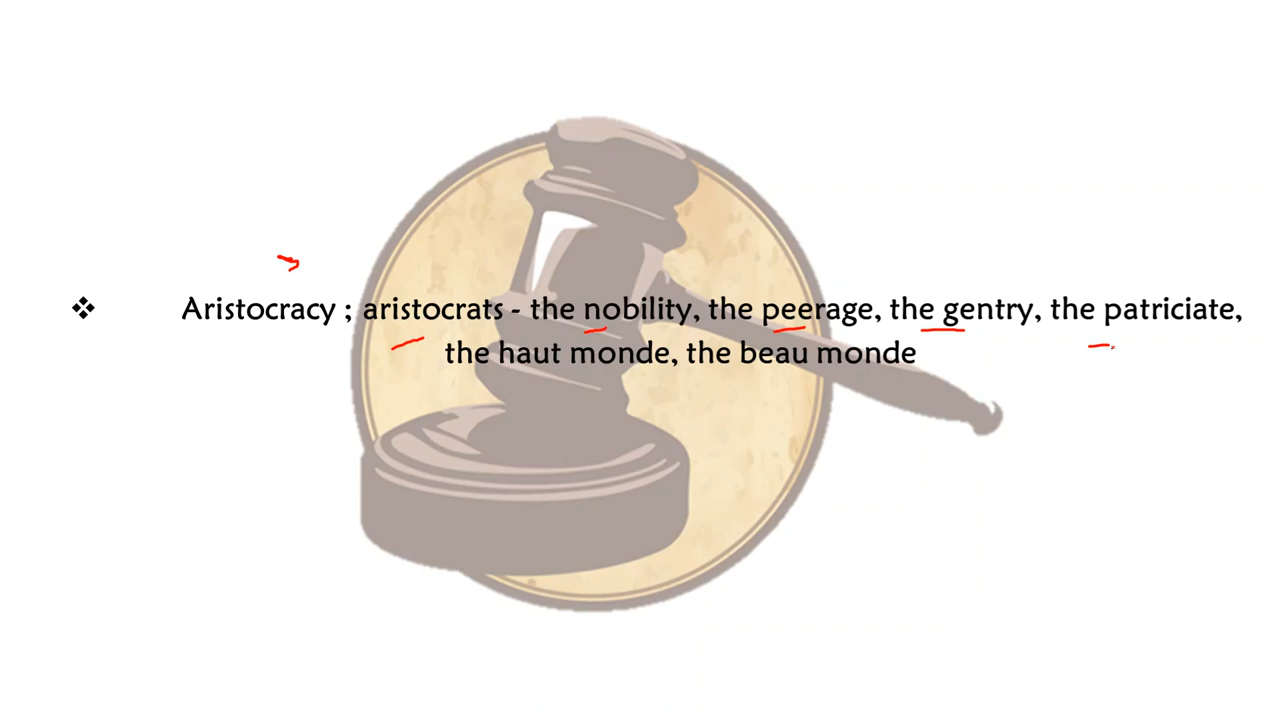 ❖ Aristocracy ; aristocrats - the nobility, the peerage, the gentry, the patriciate,
the haut monde, the beau monde